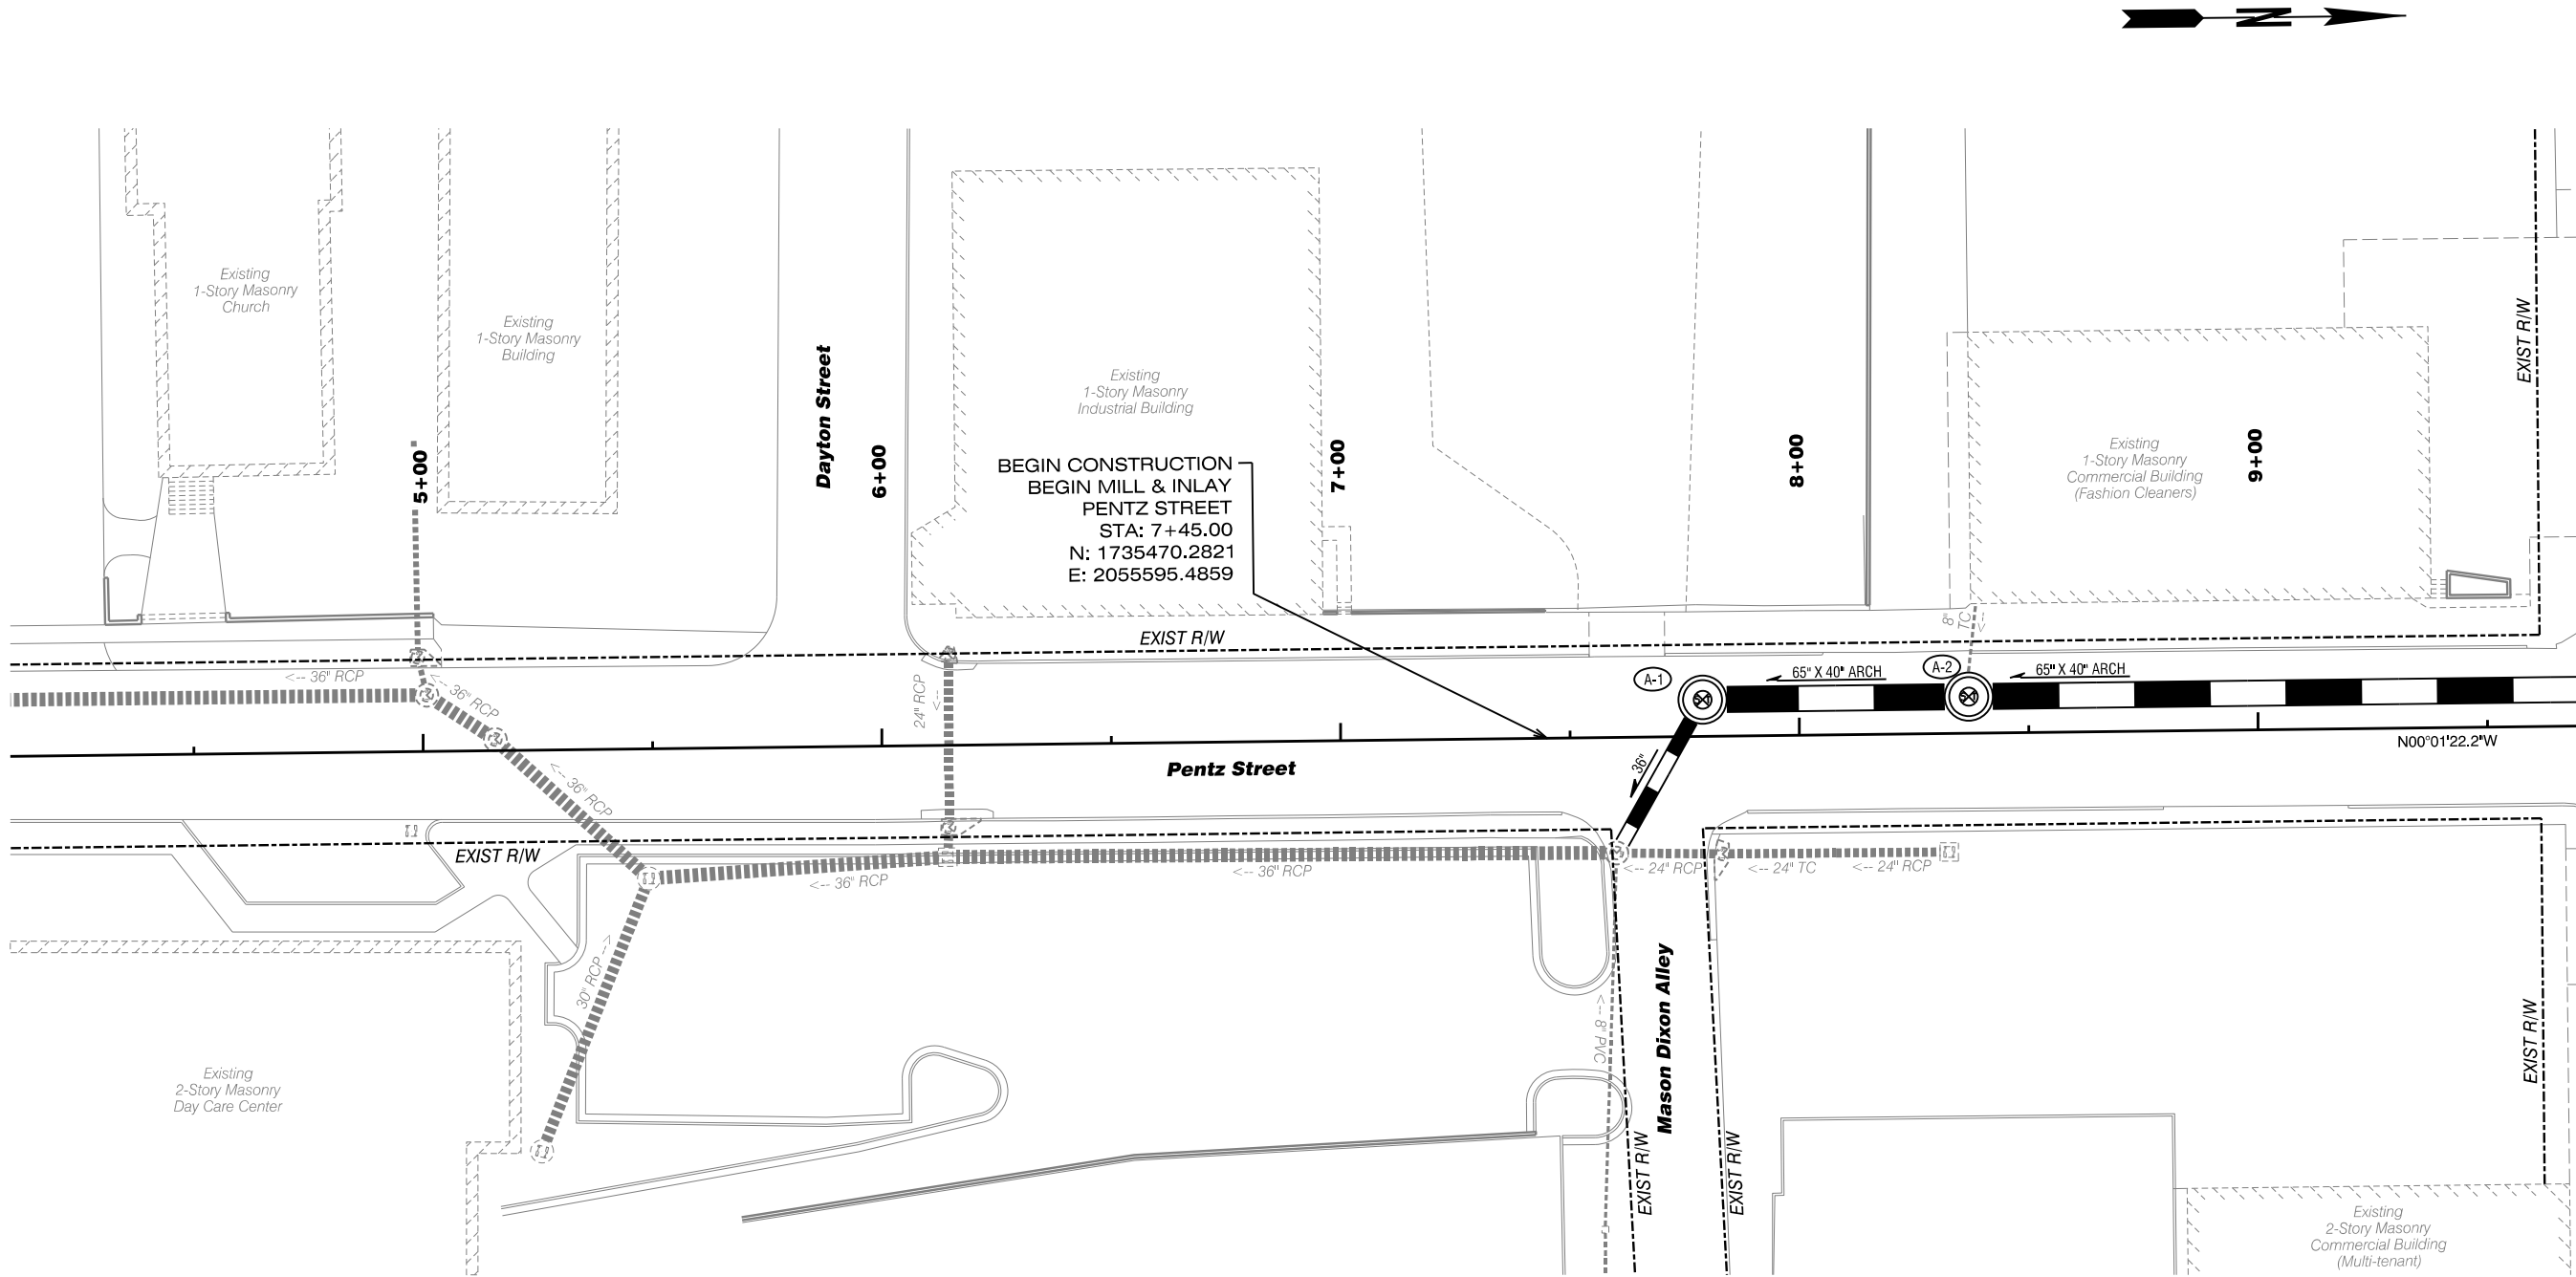 N
Existing
1-Story Masonry
Church
Existing
1-Story Masonry
Building
Dayton Street
5+00
6+00
Existing
1-Story Masonry
Industrial Building
BEGIN CONSTRUCTION
BEGIN MILL & INLAY
PENTZ STREET
STA: 7+45.00
N: 1735470.2821
E: 2055595.4859
7+00
8+00
Existing
1-Story Masonry
Commercial Building
(Fashion Cleaners)
9+00
EXIST R/W
EXIST R/W
8"
TC
<--
<-- 36" RCP
<-- 36" RCP
24" RCP
<--
A-1
65" X 40" ARCH
A-2
65" X 40" ARCH
N00°01'22.2"W
Pentz Street
36"
<-- 36" RCP
EXIST R/W
<-- 36" RCP
<-- 36" RCP
<-- 24" RCP
<-- 24" TC
<-- 24" RCP
30" RCP -->
<-- 8" PVC
Mason Dixon Alley
EXIST R/W
EXIST R/W
EXIST R/W
Existing
2-Story Masonry
Day Care Center
Existing
2-Story Masonry
Commercial Building
(Multi-tenant)